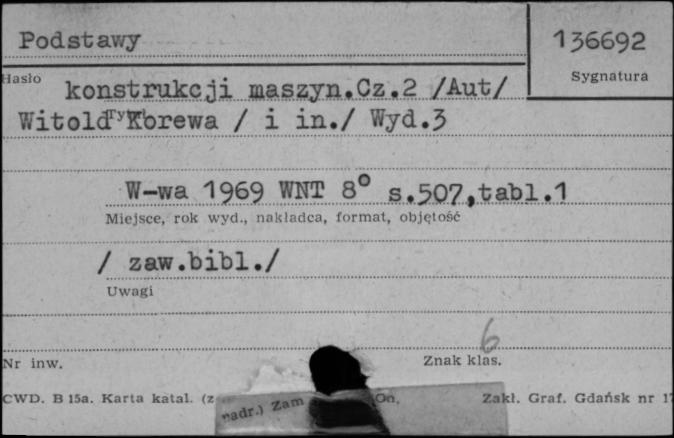 Podstawy
136692
Hasło
Sygnatura
konstrukcji maszyn.Cz.2 /Aut/
Witold Korewa / i in./ Wyd.3
W-wa 1969 WNT 8° s.507,tabl.1
Miejsce, rok wyd., nakładca, format, objętość
/ zaw.bibl./
Uwagi
6
Nr inw.
Znak klas.
CWD. B 15a. Karta katal. (z nadr.) Zam Zakł. Graf. Gdańsk nr